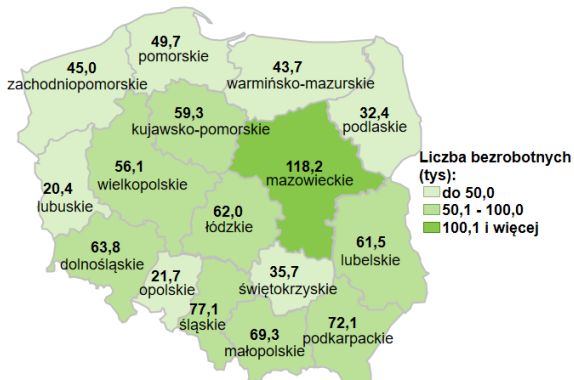 49,7
pomorskie
45,0
zachodniopomorskie
43,7
warmińsko-mazurskie
32,4
podlaskie
59,3
kujawsko-pomorskie
118,2
mazowieckie
56,1
wielkopolskie
20,4
lubuskie
62,0
łódzkie
61,5
lubelskie
63,8
dolnośląskie
21,7
opolskie
35,7
świętokrzyskie
77,1
śląskie
69,3
małopolskie
72,1
podkarpackie
Liczba bezrobotnych
(tys):
do 50,0
50,1 - 100,0
100,1 i więcej